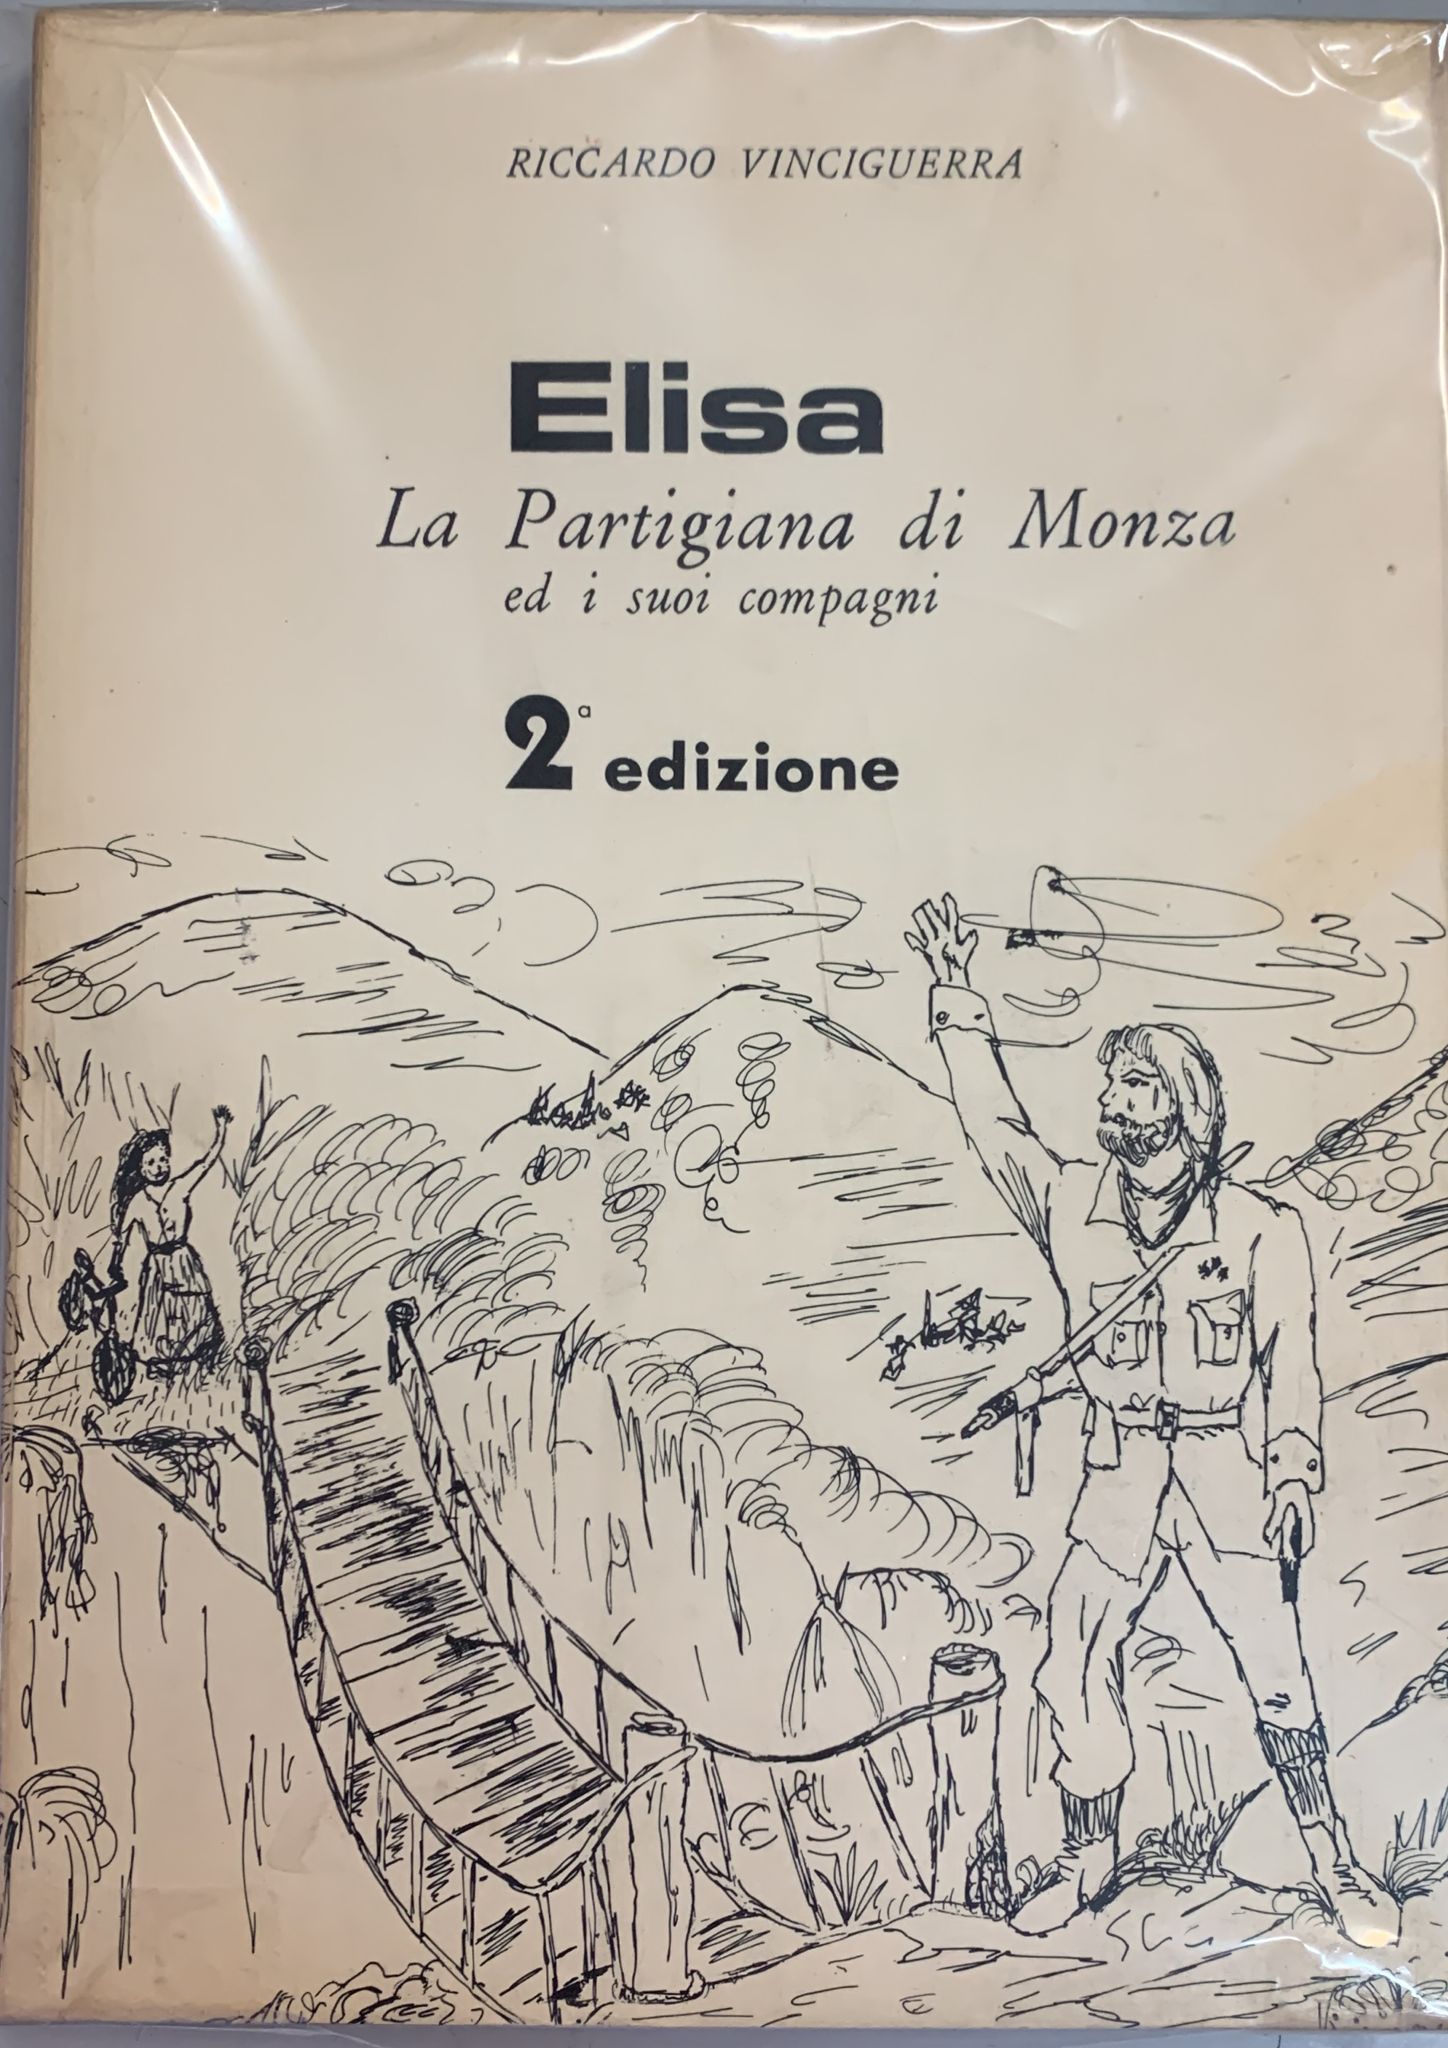 RICCARDO VINCIGUERRA
Elisa
La Partigiana di Monza
ed i suoi compagni
2ª edizione